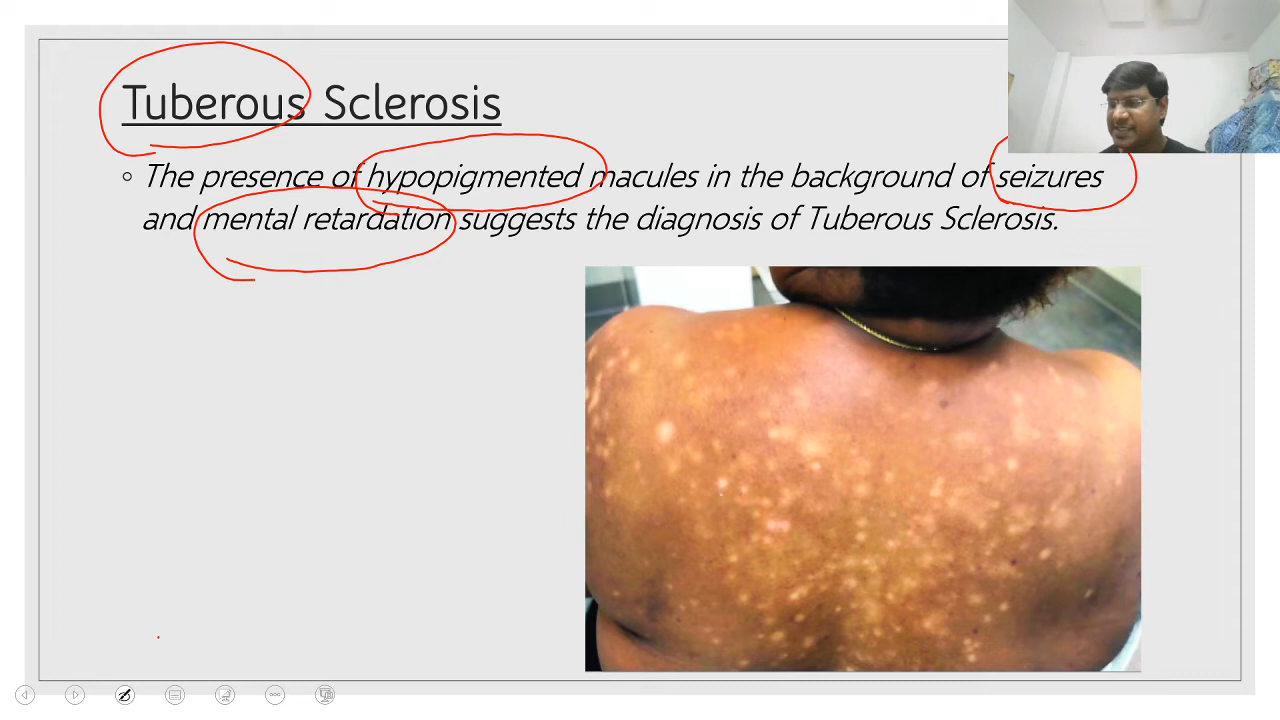 Tuberous Sclerosis
The presence of hypopigmented macules in the background of seizures
and mental retardation suggests the diagnosis of Tuberous Sclerosis.